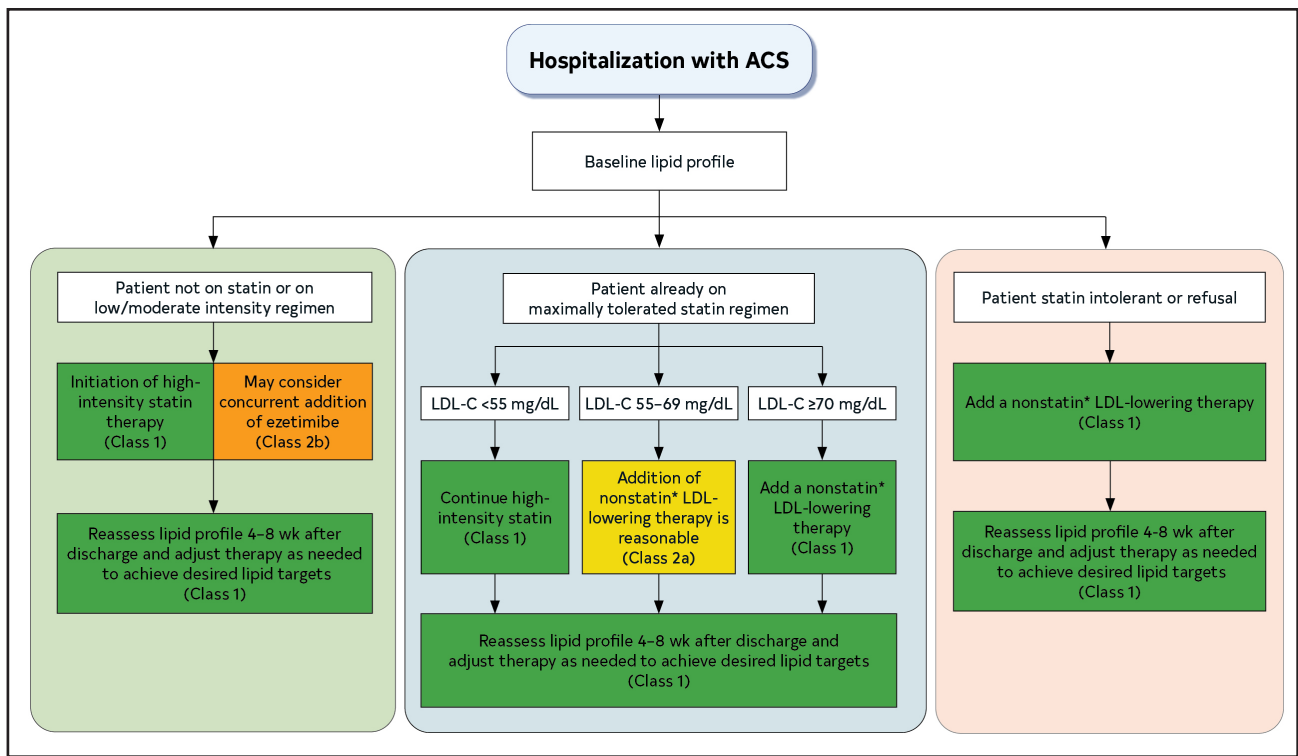 Hospitalization with ACS
Baseline lipid profile
Patient not on statin or on
low/moderate intensity regimen
Initiation of high-
intensity statin
therapy
(Class 1)
May consider
concurrent addition
of ezetimibe
(Class 2b)
Reassess lipid profile 4–8 wk after
discharge and adjust therapy as needed
to achieve desired lipid targets
(Class 1)
Patient already on
maximally tolerated statin regimen
LDL-C <55 mg/dL
LDL-C 55–69 mg/dL
LDL-C ≥70 mg/dL
Continue high-
intensity statin
(Class 1)
Addition of
nonstatin* LDL-
lowering therapy is
reasonable
(Class 2a)
Add a nonstatin*
LDL-lowering
therapy
(Class 1)
Reassess lipid profile 4–8 wk after discharge and
adjust therapy as needed to achieve desired lipid targets
(Class 1)
Patient statin intolerant or refusal
Add a nonstatin* LDL-lowering therapy
(Class 1)
Reassess lipid profile 4–8 wk after
discharge and adjust therapy as needed
to achieve desired lipid targets
(Class 1)